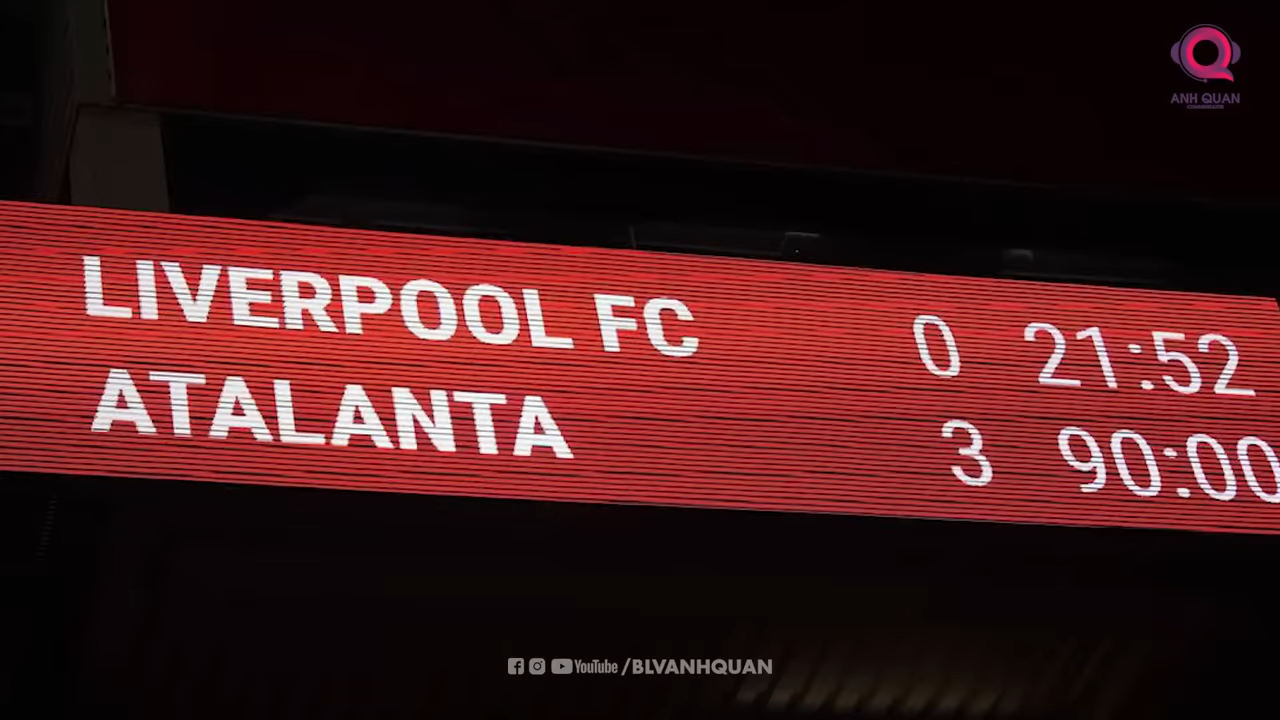 ANH QUAN
LIVERPOOL FC 0 21:52
ATALANTA 3 90:00
YouTube /BLVANHQUAN